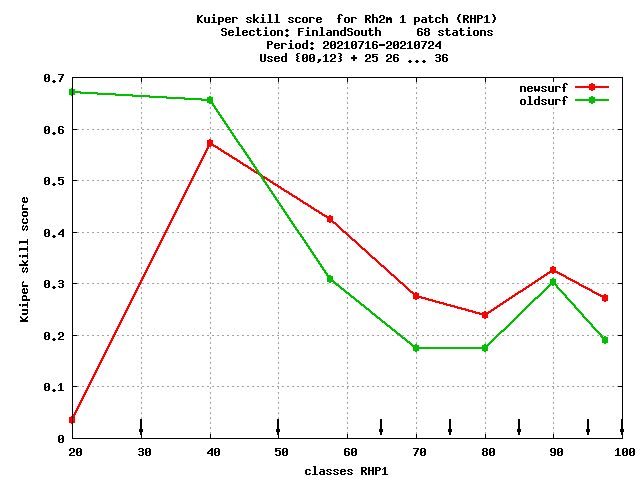 Kuiper skill score  for Rh2m 1 patch (RHP1)
Selection: FinlandSouth     68 stations
Period: 20210716-20210724
Used {00,12} + 25 26 ... 36
newsurf
oldsurf
0.7
0.6
0.5
0.4
0.3
0.2
0.1
0
Kuiper skill score
20 30 40 50 60 70 80 90 100
classes RHP1